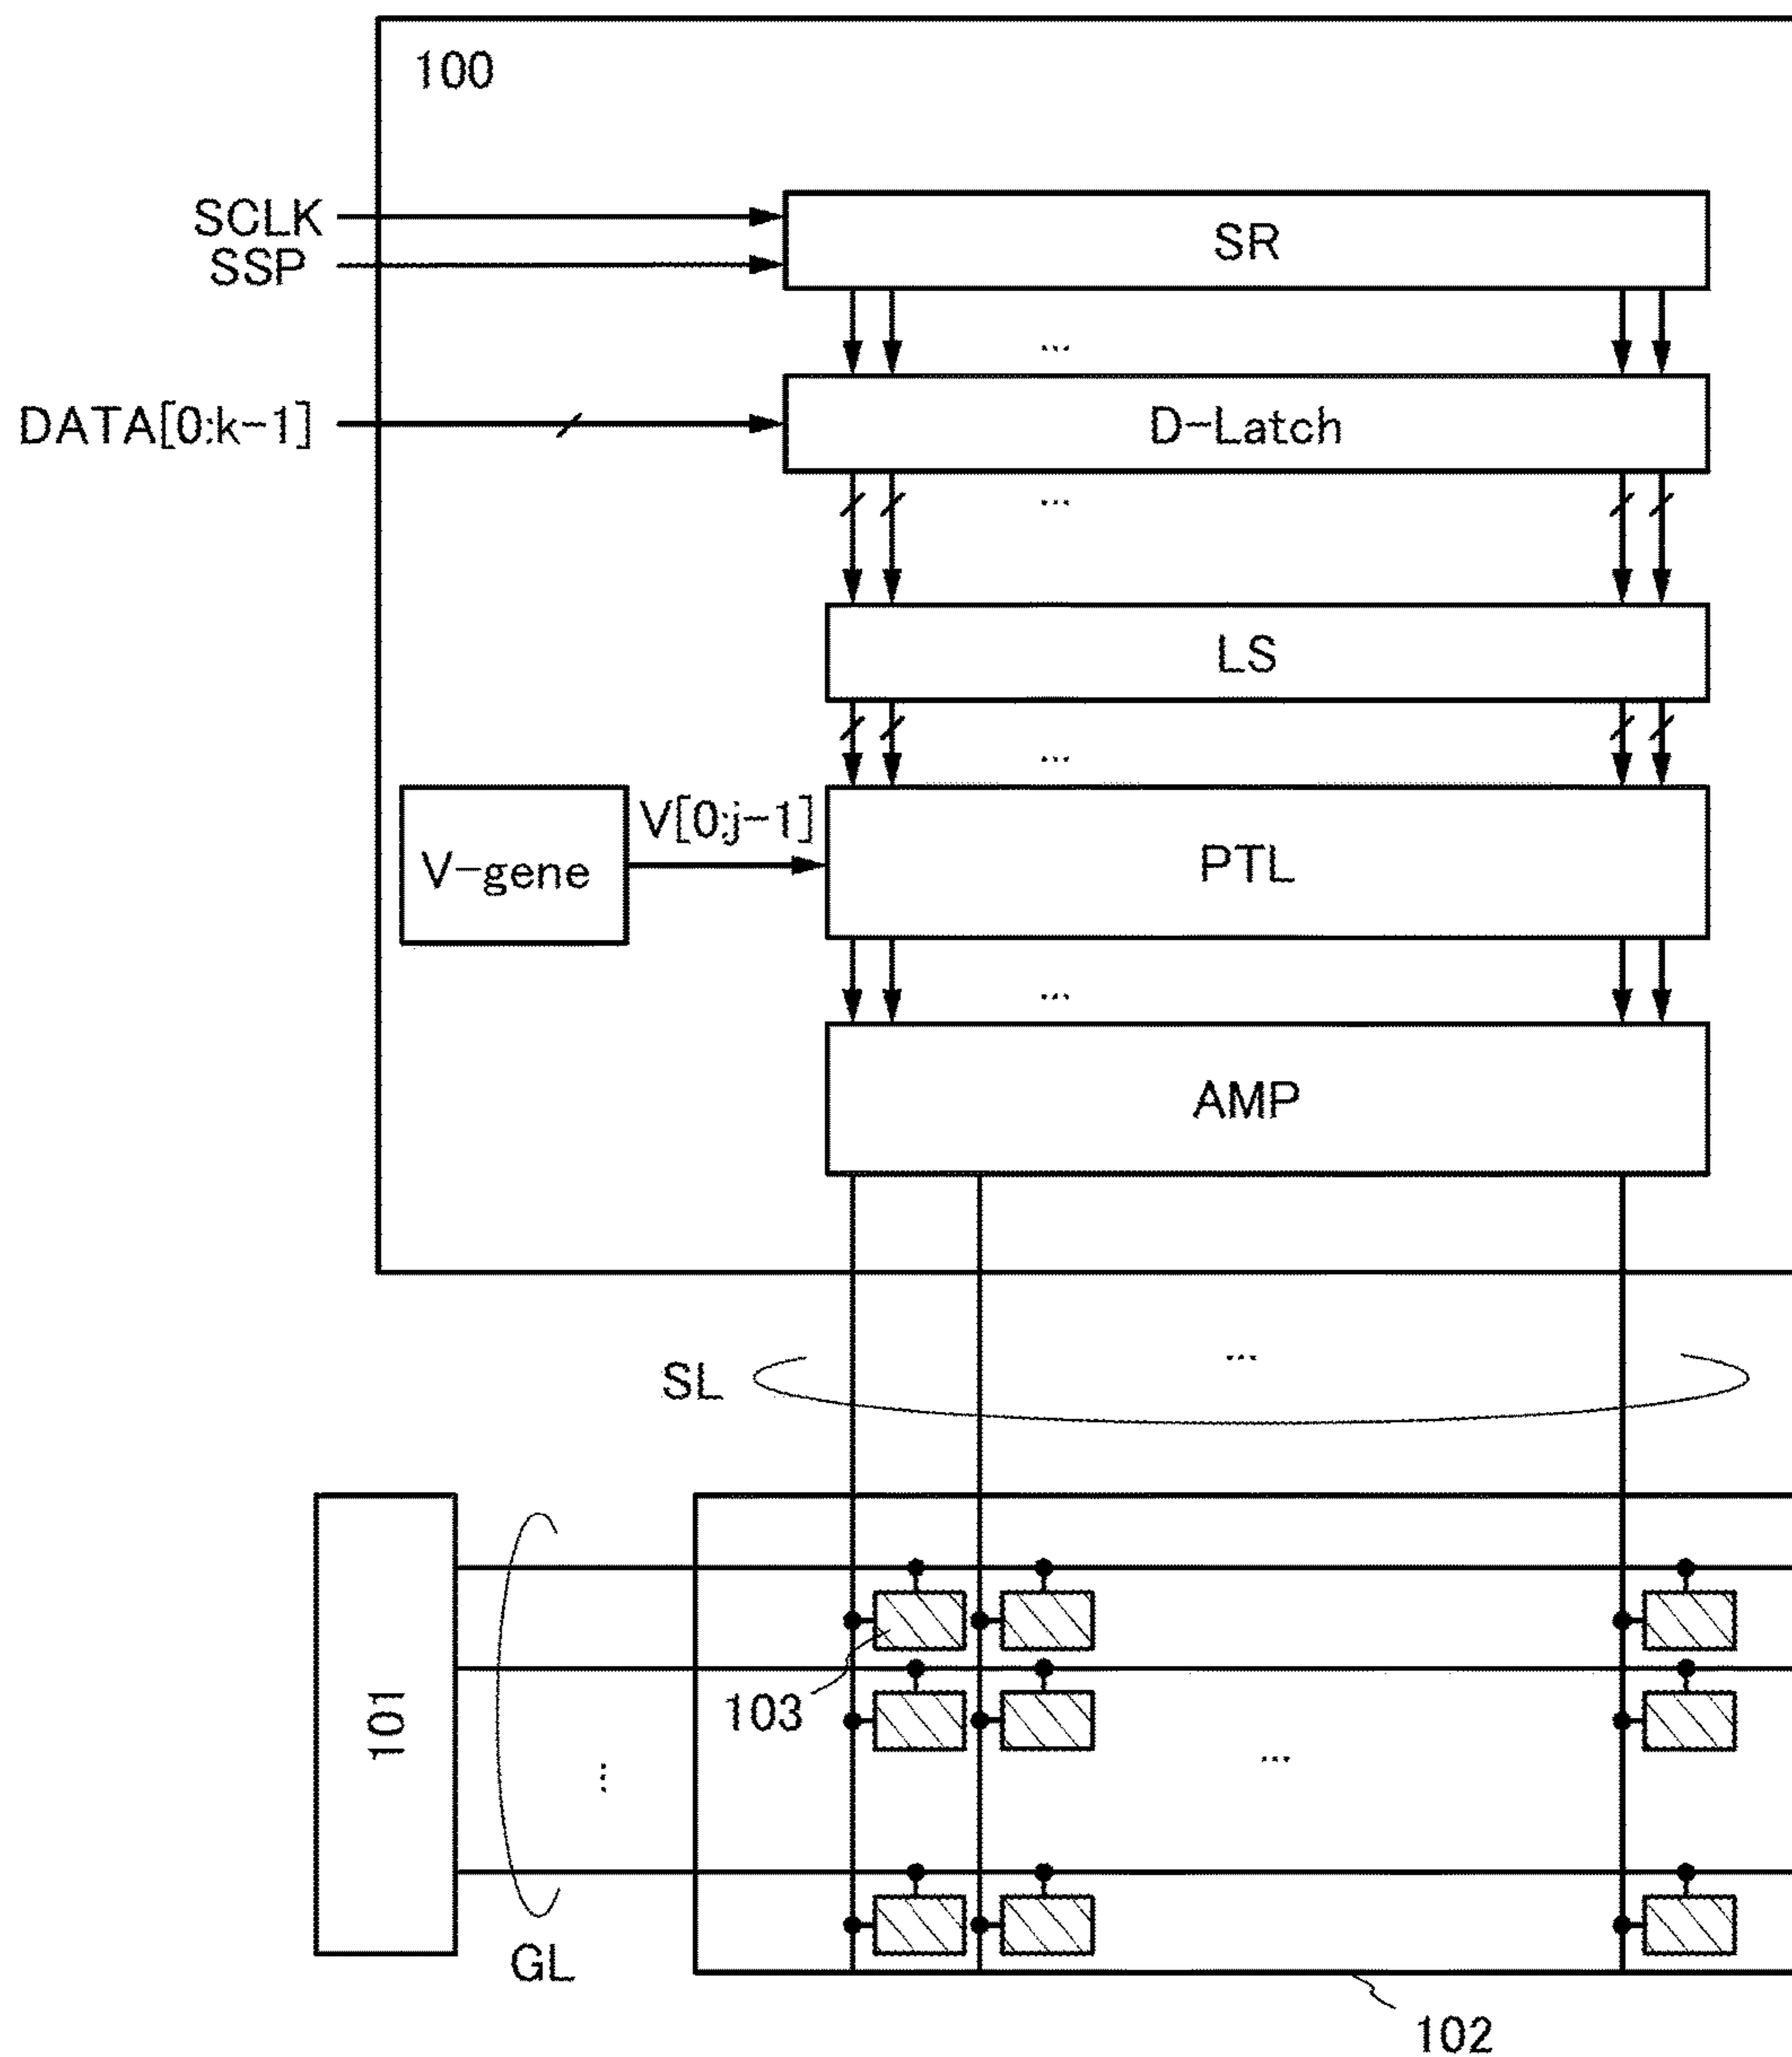 100
SCLK
SSP
SR
...
DATA[0:k-1]
D-Latch
...
LS
...
V-gene
V[0:j-1]
PTL
...
AMP
SL
...
101
...
GL
103
...
102